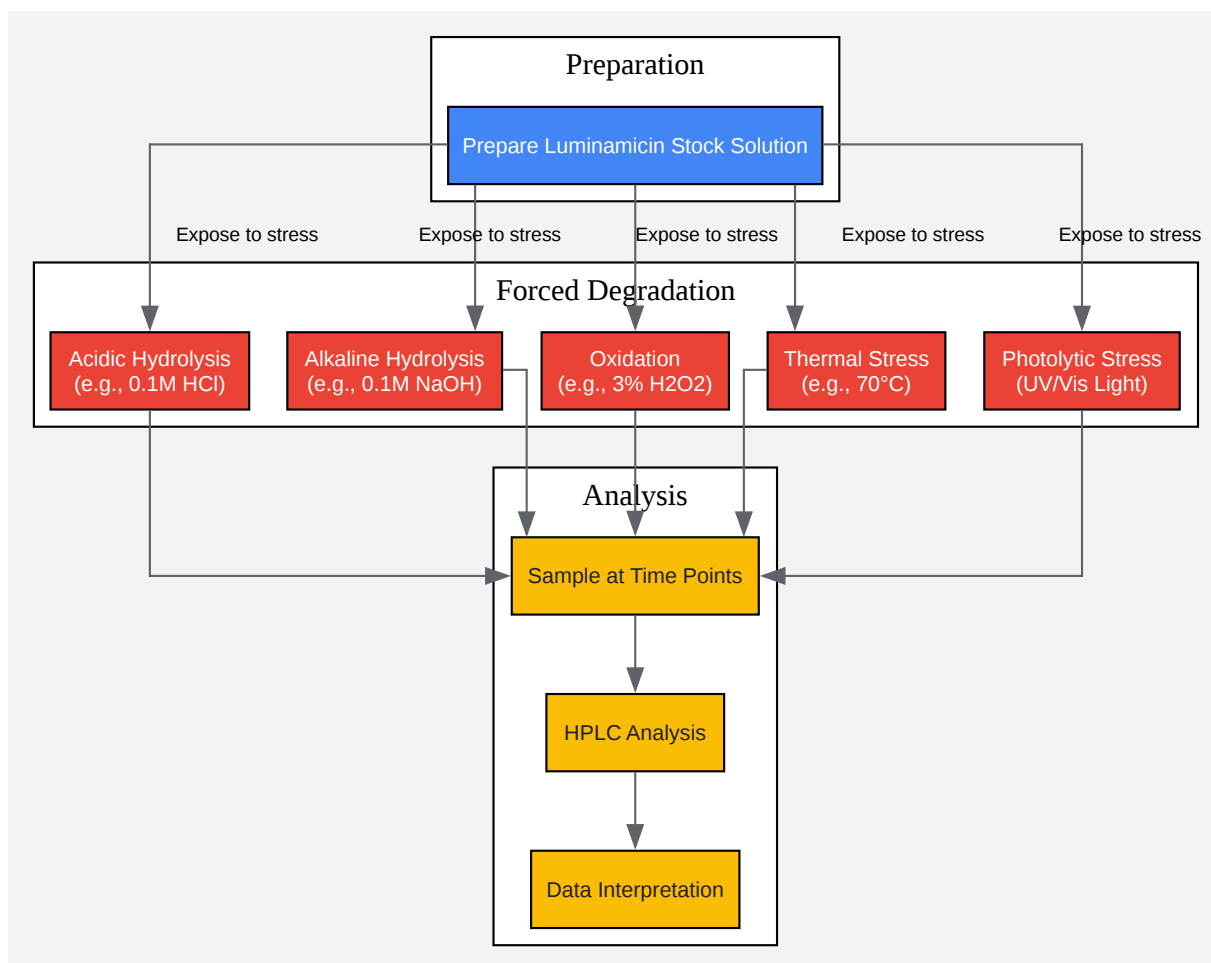 Preparation
Prepare Luminamicin Stock Solution
Expose to stress
Expose to stress
Expose to stress
Expose to stress
Expose to stress
Forced Degradation
Acidic Hydrolysis
(e.g., 0.1M HCl)
Alkaline Hydrolysis
(e.g., 0.1M NaOH)
Oxidation
(e.g., 3% H2O2)
Thermal Stress
(e.g., 70°C)
Photolytic Stress
(UV/Vis Light)
Analysis
Sample at Time Points
HPLC Analysis
Data Interpretation